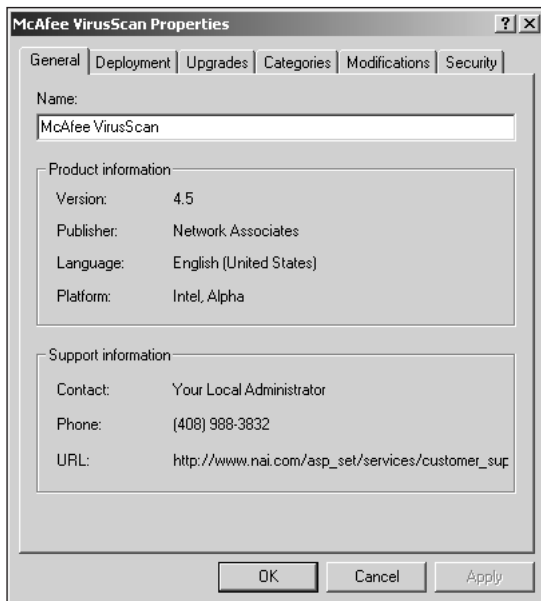 McAfee VirusScan Properties
General Deployment Upgrades Categories Modifications Security
Name:
McAfee VirusScan
Product information
Version: 4.5
Publisher: Network Associates
Language: English (United States)
Platform: Intel, Alpha
Support information
Contact: Your Local Administrator
Phone: (408) 988-3832
URL: http://www.nai.com/asp_set/services/customer_sup
OK Cancel Apply